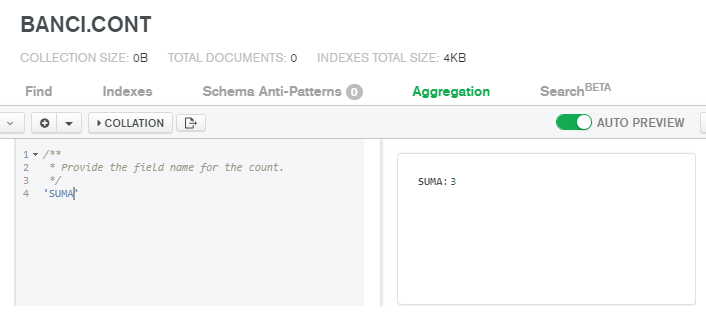 BANCI.CONT
COLLECTION SIZE: 0B TOTAL DOCUMENTS: 0 INDEXES TOTAL SIZE: 4KB
Find Indexes Schema Anti-Patterns 0 Aggregation Search BETA
COLLATION AUTO PREVIEW
1 /**
2 * Provide the field name for the count.
3 */
4 'SUMA'
SUMA: 3